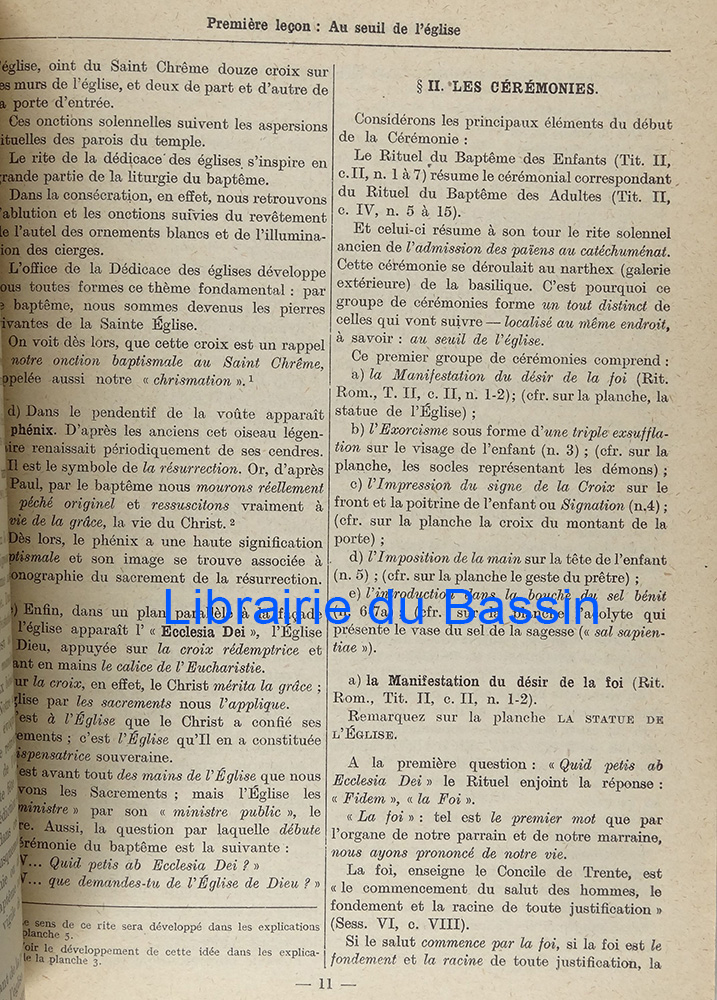 Première leçon : Au seuil de l'église
'église, oint du Saint Chrême douze croix sur
es murs de l'église, et deux de part et d'autre de
a porte d'entrée.
Ces onctions solennelles suivent les aspersions
ituelles des parois du temple.
Le rite de la dédicace des églises s'inspire en
rande partie de la liturgie du baptême.
Dans la consécration, en effet, nous retrouvons
'ablution et les onctions suivies du revêtement
e l'autel des ornements blancs et de l'illumina-
ion des cierges.
L'office de la Dédicace des églises développe
ous toutes formes ce thème fondamental : par
e baptême, nous sommes devenus les pierres
ivantes de la Sainte Église.
On voit dès lors, que cette croix est un rappel
notre onction baptismale au Saint Chrême,
ppelée aussi notre « chrismation ».¹
d) Dans le pendentif de la voûte apparaît
phénix. D'après les anciens cet oiseau légen-
ire renaissait périodiquement de ses cendres.
Il est le symbole de la résurrection. Or, d'après
Paul, par le baptême nous mourons réellement
péché originel et ressuscitons vraiment à
vie de la grâce, la vie du Christ. ²
Dès lors, le phénix a une haute signification
ptismale et son image se trouve associée à
onographie du sacrement de la résurrection.
) Enfin, dans un plan parallèle à la façade
l'église apparaît l' « Ecclesia Dei », l'Église
Dieu, appuyée sur la croix rédemptrice et
ant en mains le calice de l'Eucharistie.
ur la croix, en effet, le Christ mérita la grâce ;
glise par les sacrements nous l'applique.
'est à l'Église que le Christ a confié ses
ements ; c'est l'Église qu'Il en a constituée
ispensatrice souveraine.
'est avant tout des mains de l'Église que nous
vons les Sacrements ; mais l'Église les
ministre » par son « ministre public », le
re. Aussi, la question par laquelle débute
érémonie du baptême est la suivante :
V... Quid petis ab Ecclesia Dei ? »
V... que demandes-tu de l'Église de Dieu ? »
e sens de ce rite sera développé dans les explications
planche 5.
oir le développement de cette idée dans les explica-
de la planche 3.
§ II. LES CÉRÉMONIES.
Considérons les principaux éléments du début
de la Cérémonie :
Le Rituel du Baptême des Enfants (Tit. II,
c. II, n. 1 à 7) résume le cérémonial correspondant
du Rituel du Baptême des Adultes (Tit. II,
c. IV, n. 5 à 15).
Et celui-ci résume à son tour le rite solennel
ancien de l'admission des païens au catéchuménat.
Cette cérémonie se déroulait au narthex (galerie
extérieure) de la basilique. C'est pourquoi ce
groupe de cérémonies forme un tout distinct de
celles qui vont suivre — localisé au même endroit,
à savoir : au seuil de l'église.
Ce premier groupe de cérémonies comprend :
a) la Manifestation du désir de la foi (Rit.
Rom., T. II, c. II, n. 1-2); (cfr. sur la planche, la
statue de l'Église) ;
b) l'Exorcisme sous forme d'une triple exsuffla-
tion sur le visage de l'enfant (n. 3) ; (cfr. sur la
planche, les socles représentant les démons) ;
c) l'Impression du signe de la Croix sur le
front et la poitrine de l'enfant ou Signation (n.4) ;
(cfr. sur la planche la croix du montant de la
porte) ;
d) l'Imposition de la main sur la tête de l'enfant
(n. 5) ; (cfr. sur la planche le geste du prêtre) ;
e) l'introduction dans la bouche du sel bénit
(n. 6-7a) ; (cfr. sur la planche l'acolyte qui
présente le vase du sel de la sagesse (« sal sapien-
tiae »).
a) la Manifestation du désir de la foi (Rit.
Rom., Tit. II, c. II, n. 1-2).
Remarquez sur la planche LA STATUE DE
L'ÉGLISE.
A la première question : « Quid petis ab
Ecclesia Dei » le Rituel enjoint la réponse :
« Fidem », « la Foi ».
« La foi » : tel est le premier mot que par
l'organe de notre parrain et de notre marraine,
nous ayons prononcé de notre vie.
La foi, enseigne le Concile de Trente, est
« le commencement du salut des hommes, le
fondement et la racine de toute justification »
(Sess. VI, c. VIII).
Si le salut commence par la foi, si la foi est le
fondement et la racine de toute justification, la
— 11 —
Librairie du Bassin